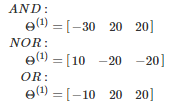 AND:
Θ(1) = [−30 20 20]
NOR:
Θ(1) = [10 −20 −20]
OR:
Θ(1) = [−10 20 20]